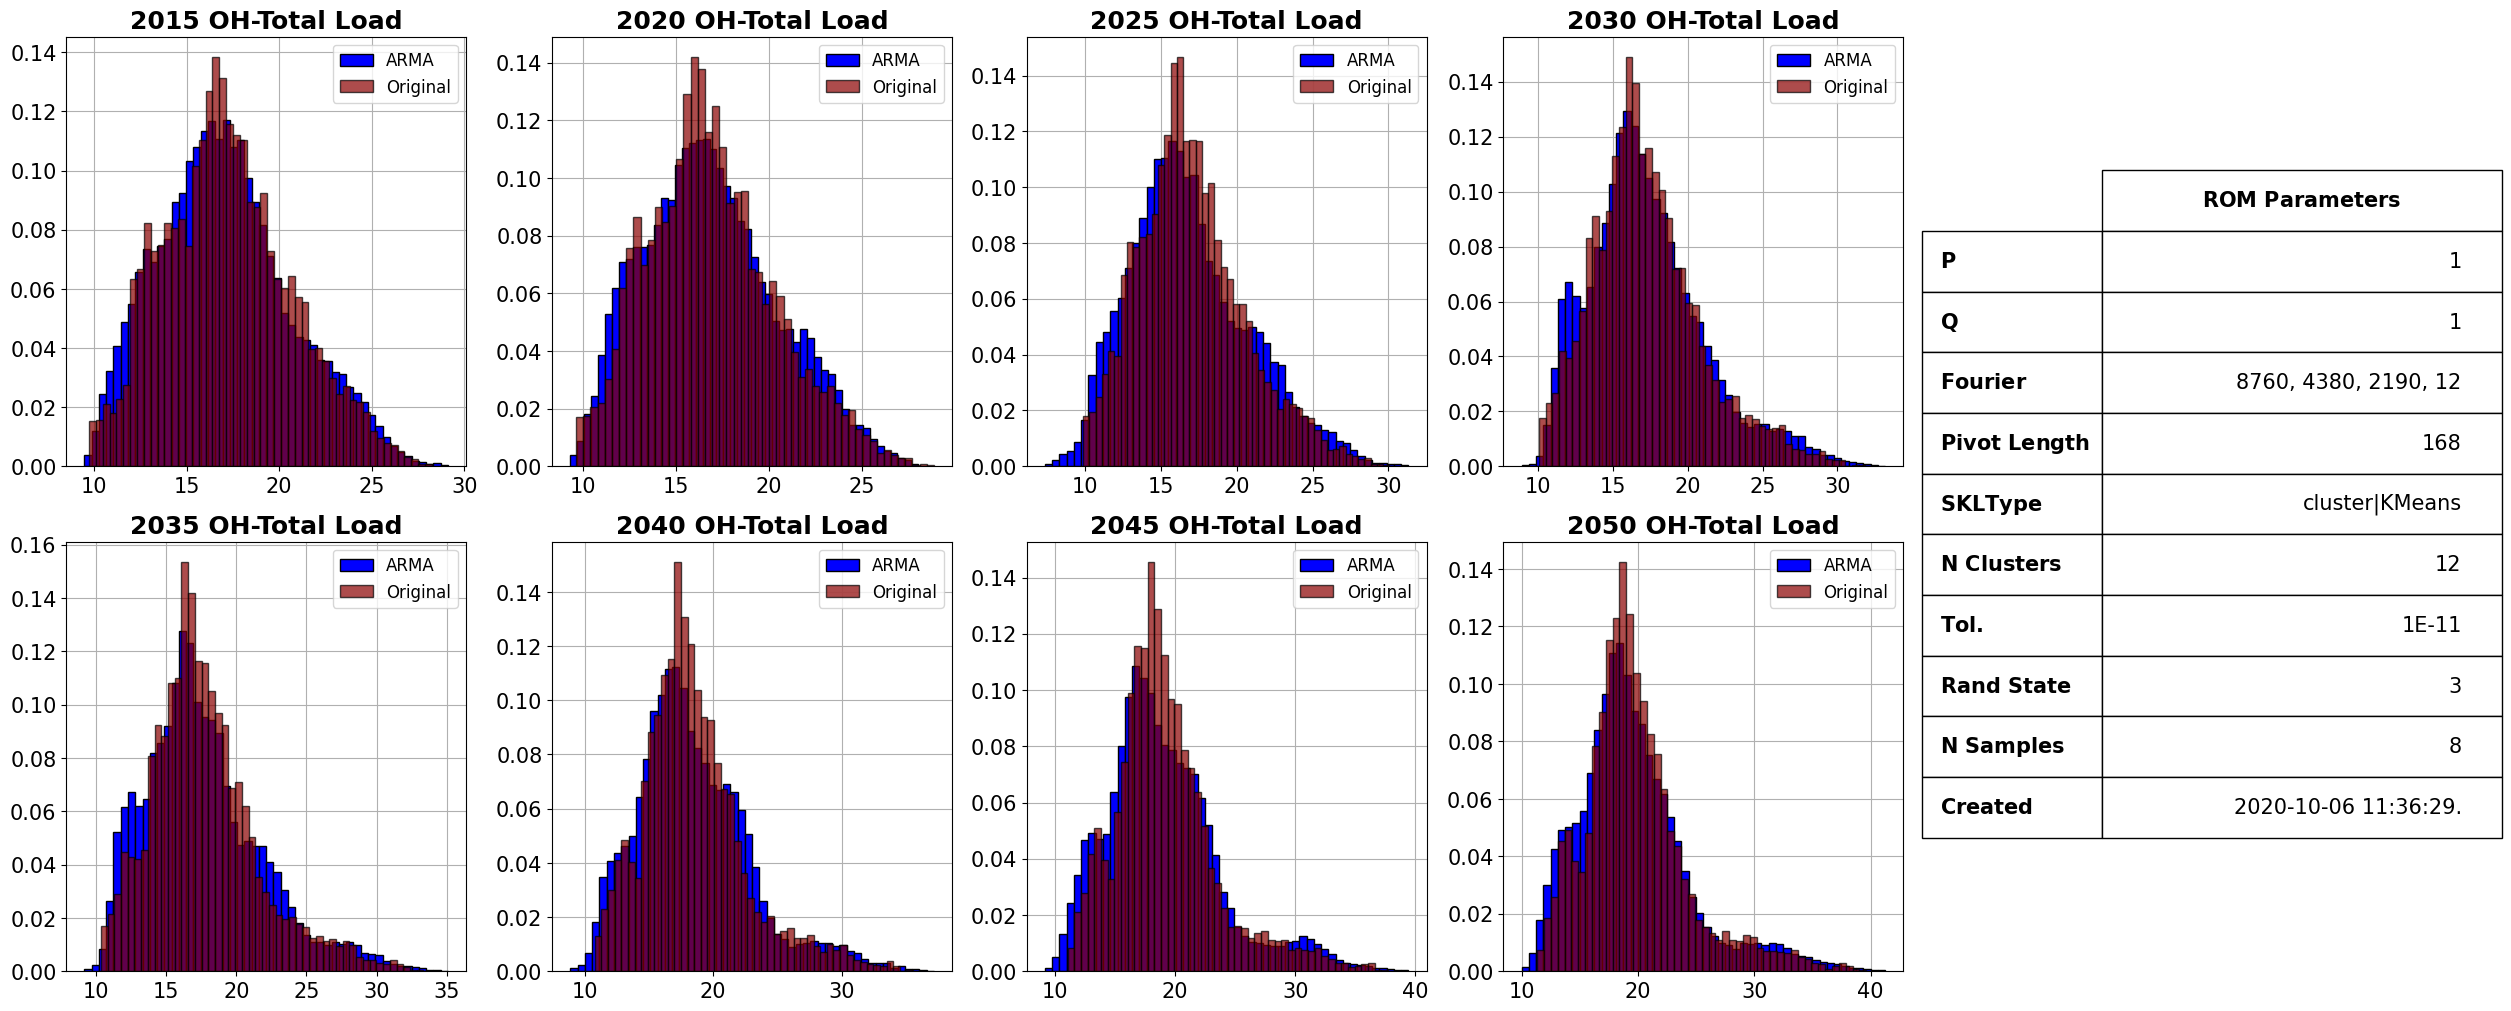 2015 OH-Total Load
ARMA
Original
0.14
0.12
0.10
0.08
0.06
0.04
0.02
0.00
10 15 20 25 30
2020 OH-Total Load
ARMA
Original
0.14
0.12
0.10
0.08
0.06
0.04
0.02
0.00
10 15 20 25
2025 OH-Total Load
ARMA
Original
0.14
0.12
0.10
0.08
0.06
0.04
0.02
0.00
10 15 20 25 30
2030 OH-Total Load
ARMA
Original
0.14
0.12
0.10
0.08
0.06
0.04
0.02
0.00
10 15 20 25 30
2035 OH-Total Load
ARMA
Original
0.16
0.14
0.12
0.10
0.08
0.06
0.04
0.02
0.00
10 15 20 25 30 35
2040 OH-Total Load
ARMA
Original
0.14
0.12
0.10
0.08
0.06
0.04
0.02
0.00
10 20 30
2045 OH-Total Load
ARMA
Original
0.14
0.12
0.10
0.08
0.06
0.04
0.02
0.00
10 20 30 40
2050 OH-Total Load
ARMA
Original
0.14
0.12
0.10
0.08
0.06
0.04
0.02
0.00
10 20 30 40
ROM Parameters
P 1
Q 1
Fourier 8760, 4380, 2190, 12
Pivot Length 168
SKLType cluster|KMeans
N Clusters 12
Tol. 1E-11
Rand State 3
N Samples 8
Created 2020-10-06 11:36:29.